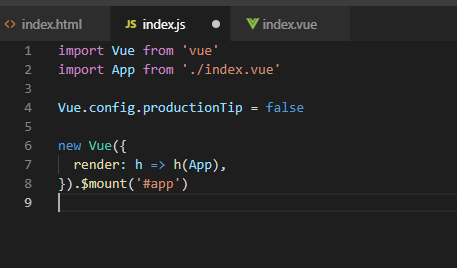 <> index.html JS index.js index.vue
1 import Vue from 'vue'
2 import App from './index.vue'
3
4 Vue.config.productionTip = false
5
6 new Vue({
7   render: h => h(App),
8 }).$mount('#app')
9